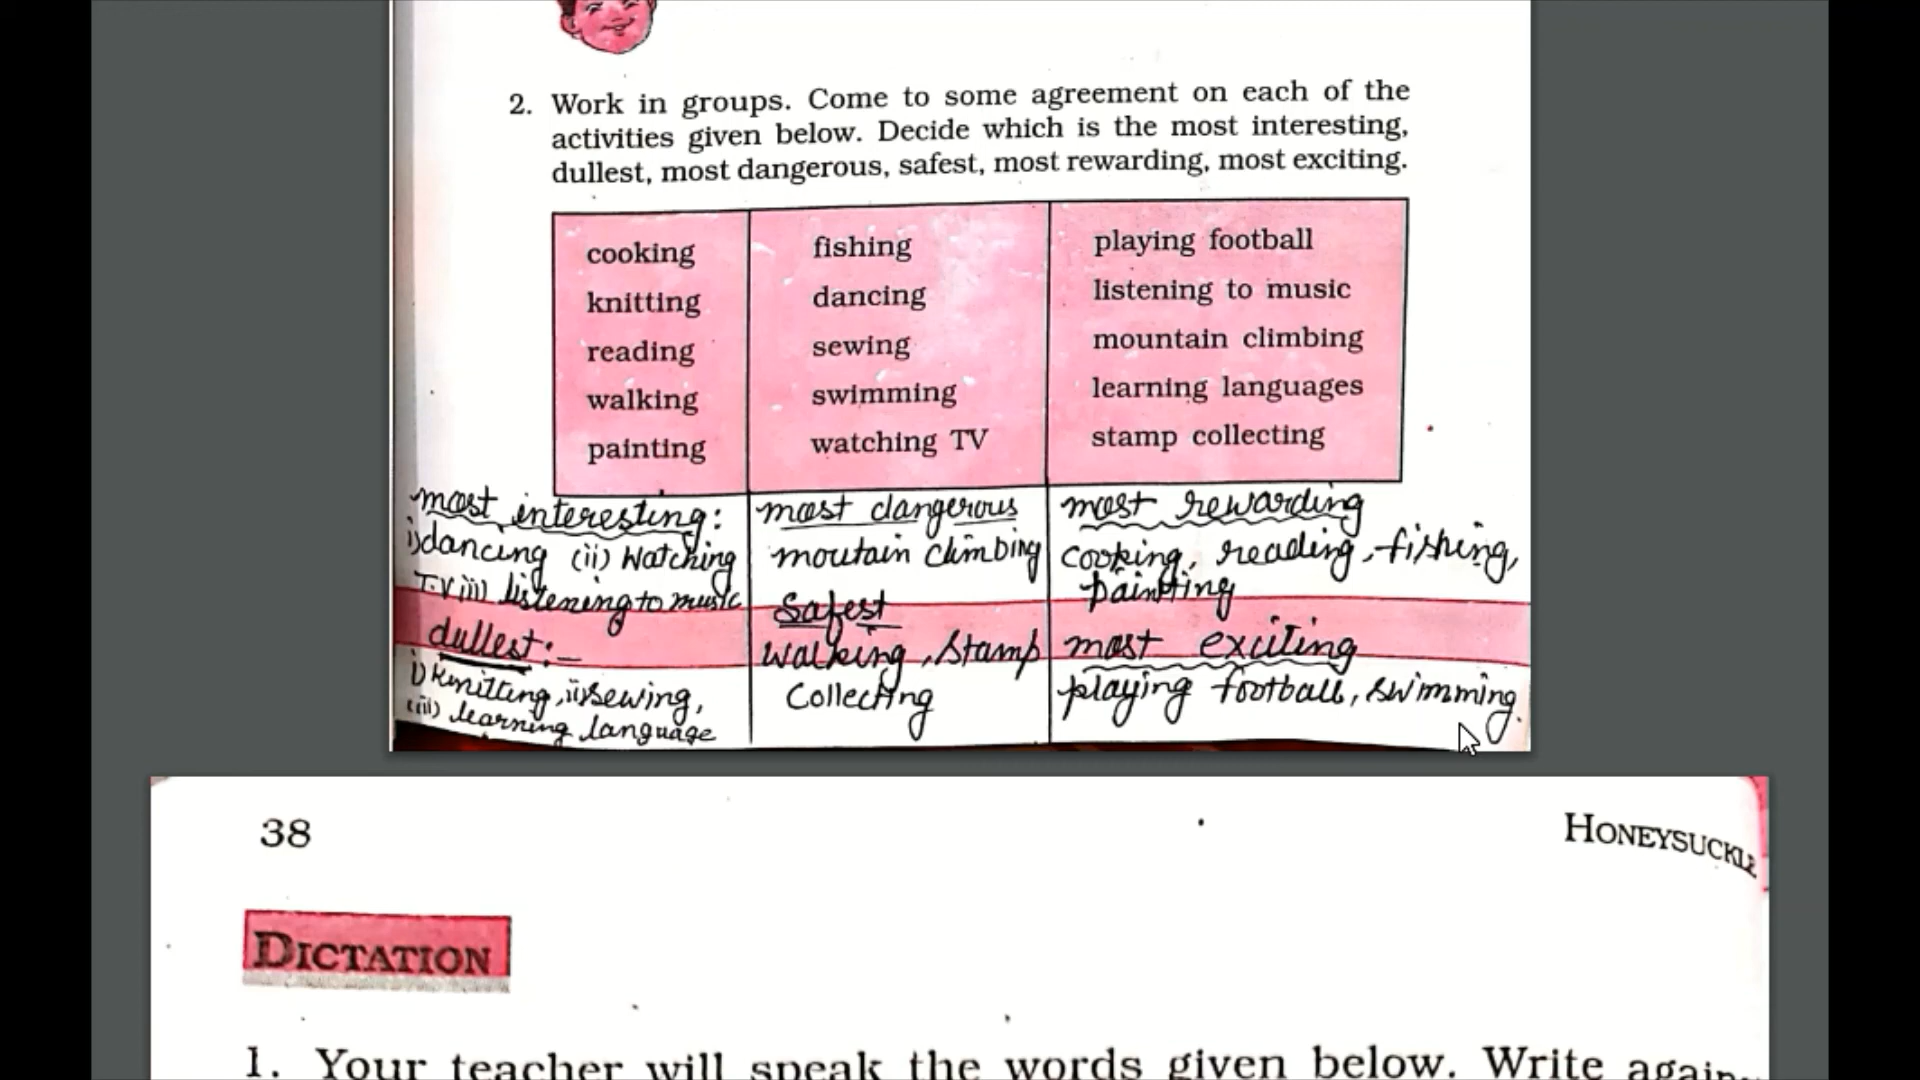 2. Work in groups. Come to some agreement on each of the
activities given below. Decide which is the most interesting,
dullest, most dangerous, safest, most rewarding, most exciting.
cooking
knitting
reading
walking
painting
fishing
dancing
sewing
swimming
watching TV
playing football
listening to music
mountain climbing
learning languages
stamp collecting
most interesting:
i) dancing (ii) Watching
T.V iii) listening to music
dullest:-
i) knitting, ii) sewing,
(iii) learning language
most dangerous
moutain climbing
Safest
walking, stamp
Collecting
most rewarding
cooking, reading, fishing,
painting
most exciting
playing football, swimming.
38
HONEYSUCKLE
DICTATION
1. Your teacher will speak the words given below. Write again